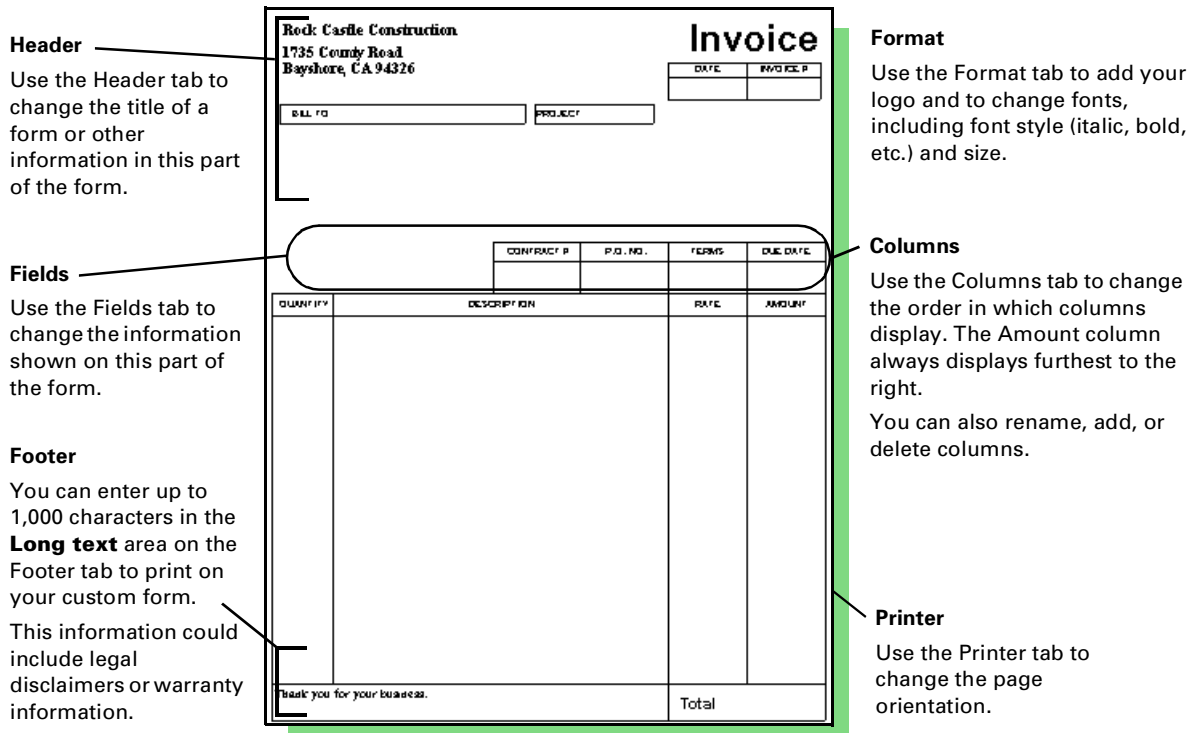 Header
Use the Header tab to
change the title of a
form or other
information in this part
of the form.
Fields
Use the Fields tab to
change the information
shown on this part of
the form.
Footer
You can enter up to
1,000 characters in the
Long text area on the
Footer tab to print on
your custom form.
This information could
include legal
disclaimers or warranty
information.
Rock Castle Construction
1735 County Road
Bayshore, CA 94326
Invoice
DATE INVOICE #
BILL TO PROJECT
CONTRACT # P.O. NO. TERMS DUE DATE
QUANTITY DESCRIPTION RATE AMOUNT
Thank you for your business.
Total
Format
Use the Format tab to add your
logo and to change fonts,
including font style (italic, bold,
etc.) and size.
Columns
Use the Columns tab to change
the order in which columns
display. The Amount column
always displays furthest to the
right.
You can also rename, add, or
delete columns.
Printer
Use the Printer tab to
change the page
orientation.